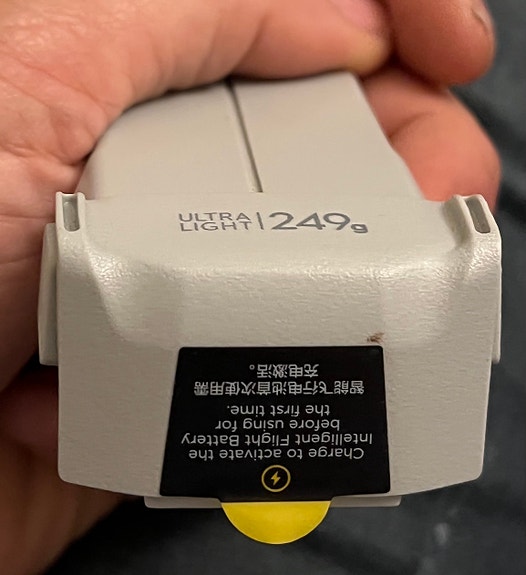 ULTRA
LIGHT | 249g
Charge to activate the
Intelligent Flight Battery
before using for
the first time.
智能飞行电池首次使用需
充电激活。